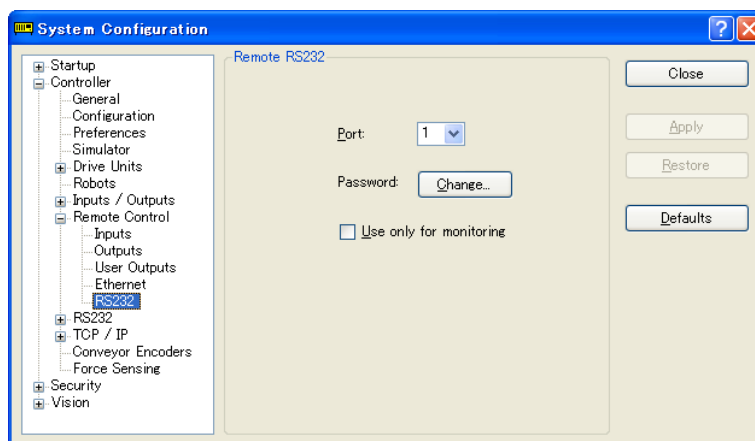 System Configuration
Startup
Controller
General
Configuration
Preferences
Simulator
Drive Units
Robots
Inputs / Outputs
Remote Control
Inputs
Outputs
User Outputs
Ethernet
RS232
RS232
TCP / IP
Conveyor Encoders
Force Sensing
Security
Vision
Remote RS232
Port: 1
Password: Change...
Use only for monitoring
Close
Apply
Restore
Defaults